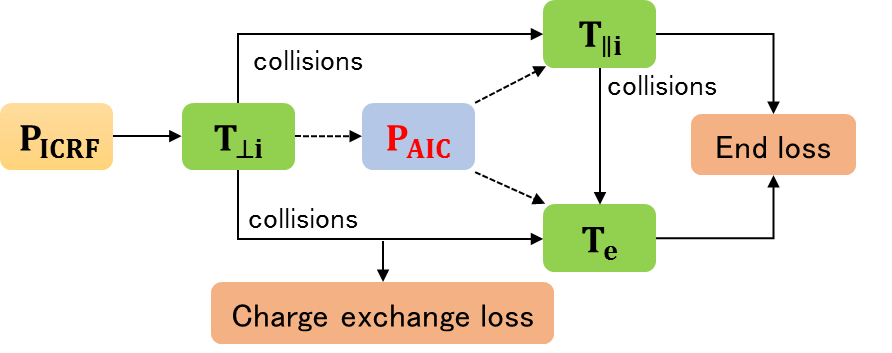 T∥i
collisions
collisions
P_ICRF
T⊥i
P_AIC
End loss
collisions
T_e
Charge exchange loss